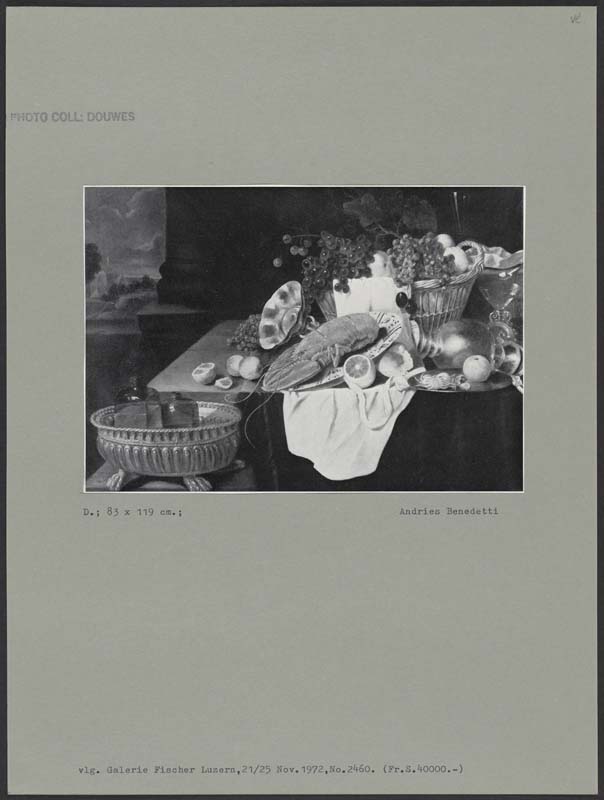 PHOTO COLL: DOUWES
D.; 83 x 119 cm.;
Andries Benedetti
vlg. Galerie Fischer Luzern,21/25 Nov.1972,No.2460. (Fr.S.40000.-)